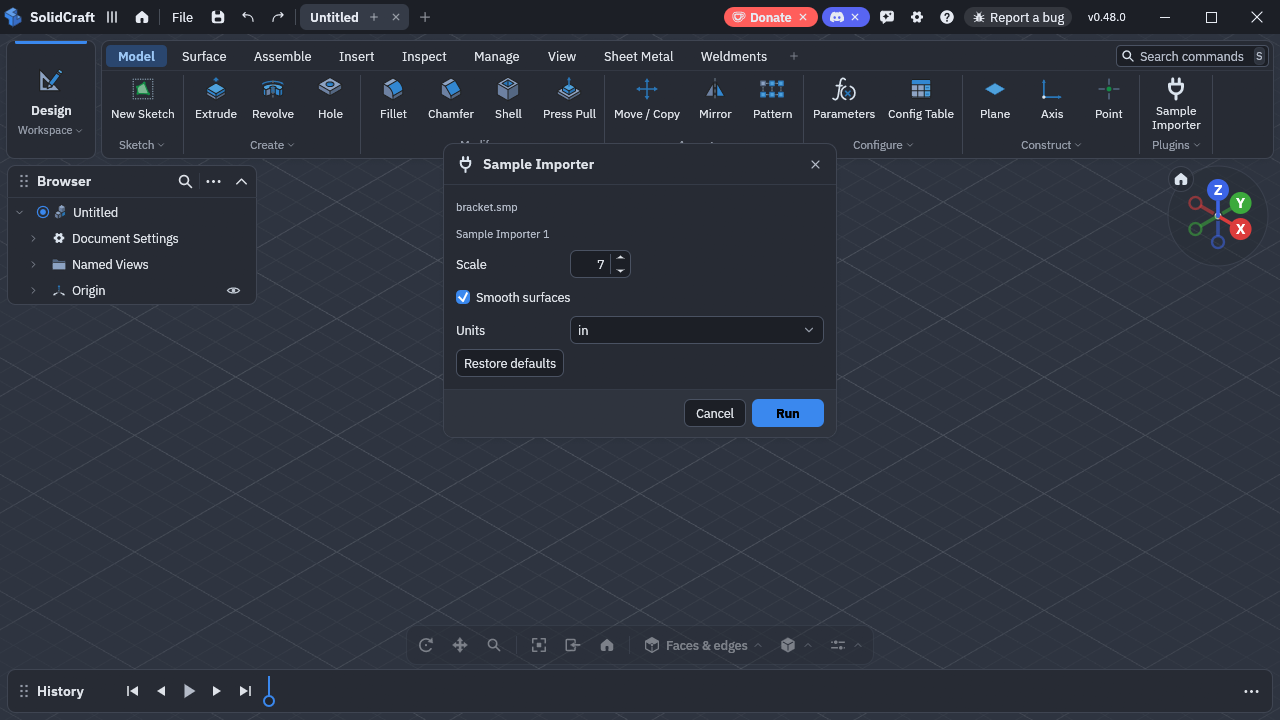 SolidCraft
File
Untitled
Donate
Report a bug
v0.48.0
Design
Workspace
Model Surface Assemble Insert Inspect Manage View Sheet Metal Weldments
Search commands S
New Sketch Extrude Revolve Hole Fillet Chamfer Shell Press Pull Move / Copy Mirror Pattern Parameters Config Table Plane Axis Point Sample Importer
Sketch Create Configure Construct Plugins
Browser
Untitled
Document Settings
Named Views
Origin
Sample Importer
bracket.smp
Sample Importer 1
Scale 7
Smooth surfaces
Units in
Restore defaults
Cancel Run
Z
Y
X
Faces & edges
History